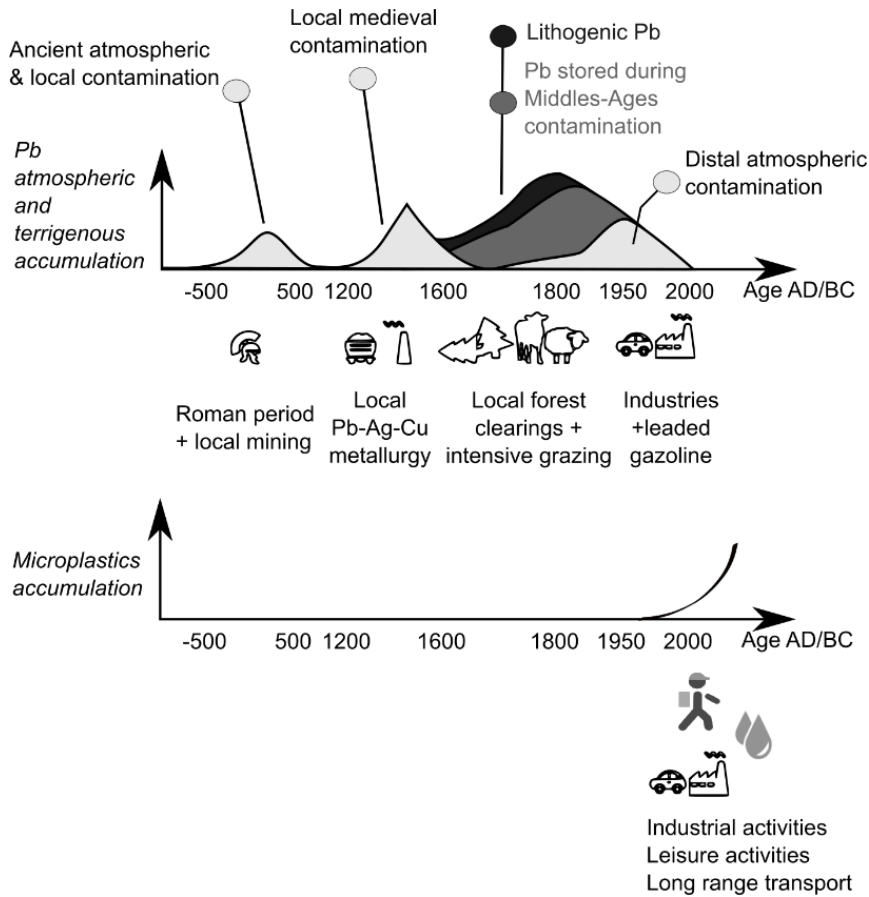 Local medieval
contamination
Ancient atmospheric
& local contamination
Lithogenic Pb
Pb stored during
Middles-Ages
contamination
Distal atmospheric
contamination
Pb
atmospheric
and
terrigenous
accumulation
-500 500 1200 1600 1800 1950 2000 Age AD/BC
Roman period
+ local mining
Local
Pb-Ag-Cu
metallurgy
Local forest
clearings +
intensive grazing
Industries
+leaded
gazoline
Microplastics
accumulation
-500 500 1200 1600 1800 1950 2000 Age AD/BC
Industrial activities
Leisure activities
Long range transport